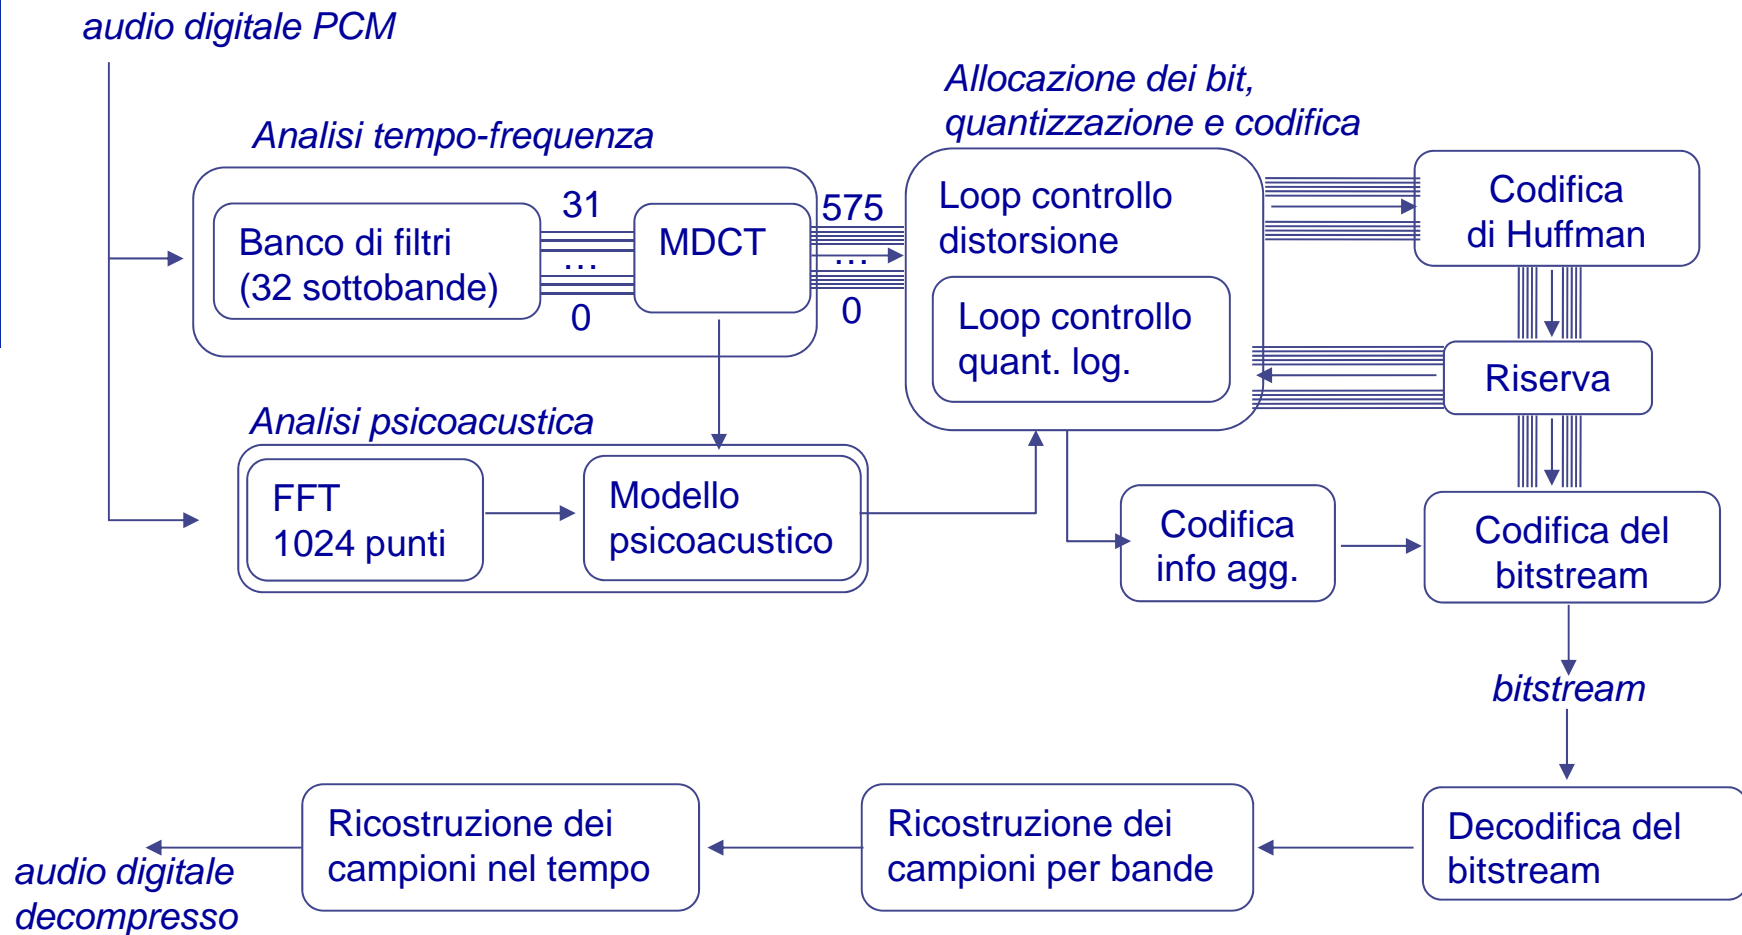 audio digitale PCM
Analisi tempo-frequenza
Banco di filtri
(32 sottobande)
31
...
0
MDCT
575
...
0
Allocazione dei bit,
quantizzazione e codifica
Loop controllo
distorsione
Loop controllo
quant. log.
Codifica
di Huffman
Riserva
Analisi psicoacustica
FFT
1024 punti
Modello
psicoacustico
Codifica
info agg.
Codifica del
bitstream
bitstream
Decodifica del
bitstream
Ricostruzione dei
campioni per bande
Ricostruzione dei
campioni nel tempo
audio digitale
decompresso